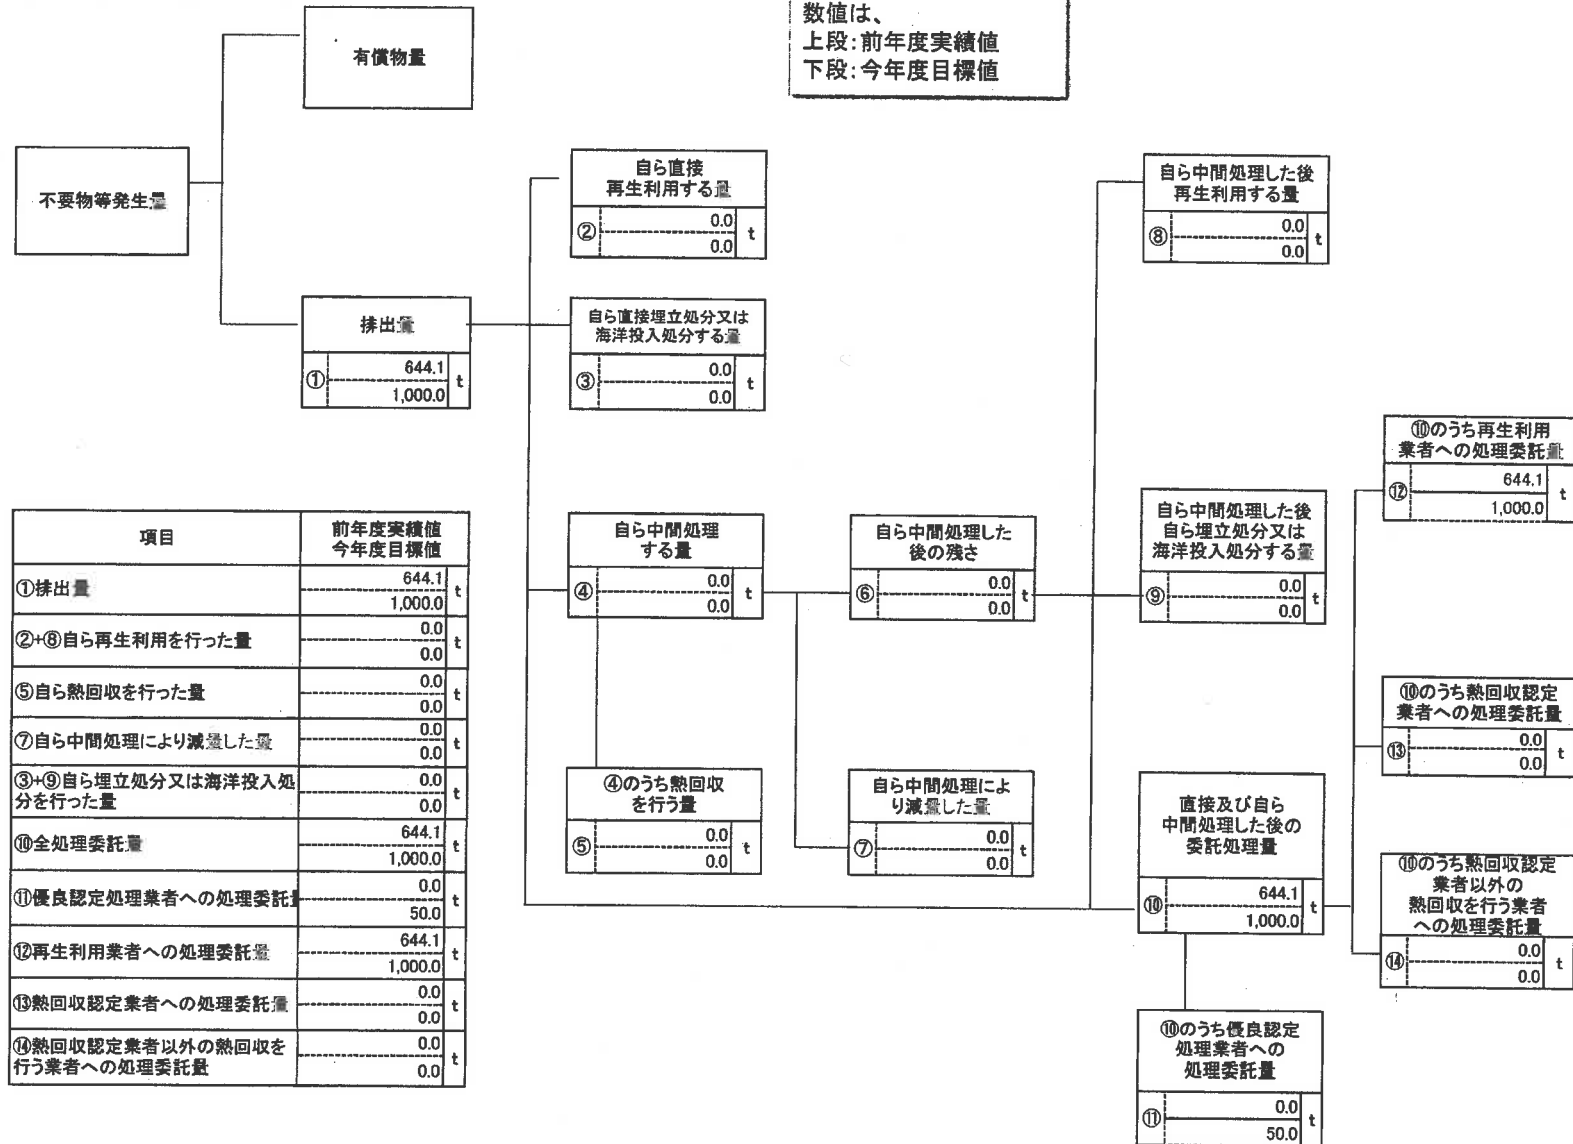 数値は、
上段:前年度実績値
下段:今年度目標値
有償物量
不要物等発生量
排出量
① 644.1 t
1,000.0
自ら直接
再生利用する量
② 0.0 t
0.0
自ら直接埋立処分又は
海洋投入処分する量
③ 0.0 t
0.0
自ら中間処理
する量
④ 0.0 t
0.0
④のうち熱回収
を行う量
⑤ 0.0 t
0.0
自ら中間処理した
後の残さ
⑥ 0.0 t
0.0
自ら中間処理によ
り減量した量
⑦ 0.0 t
0.0
自ら中間処理した後
再生利用する量
⑧ 0.0 t
0.0
自ら中間処理した後
自ら埋立処分又は
海洋投入処分する量
⑨ 0.0 t
0.0
直接及び自ら
中間処理した後の
委託処理量
⑩ 644.1 t
1,000.0
⑩のうち優良認定
処理業者への
処理委託量
⑪ 0.0 t
50.0
⑩のうち再生利用
業者への処理委託量
⑫ 644.1 t
1,000.0
⑩のうち熱回収認定
業者への処理委託量
⑬ 0.0 t
0.0
⑩のうち熱回収認定
業者以外の
熱回収を行う業者
への処理委託量
⑭ 0.0 t
0.0
項目 前年度実績値
今年度目標値
①排出量 644.1 t
1,000.0
②+⑧自ら再生利用を行った量 0.0 t
0.0
⑤自ら熱回収を行った量 0.0 t
0.0
⑦自ら中間処理により減量した量 0.0 t
0.0
③+⑨自ら埋立処分又は海洋投入処 0.0 t
分を行った量 0.0
⑩全処理委託量 644.1 t
1,000.0
⑪優良認定処理業者への処理委託量 0.0 t
50.0
⑫再生利用業者への処理委託量 644.1 t
1,000.0
⑬熱回収認定業者への処理委託量 0.0 t
0.0
⑭熱回収認定業者以外の熱回収を 0.0 t
行う業者への処理委託量 0.0